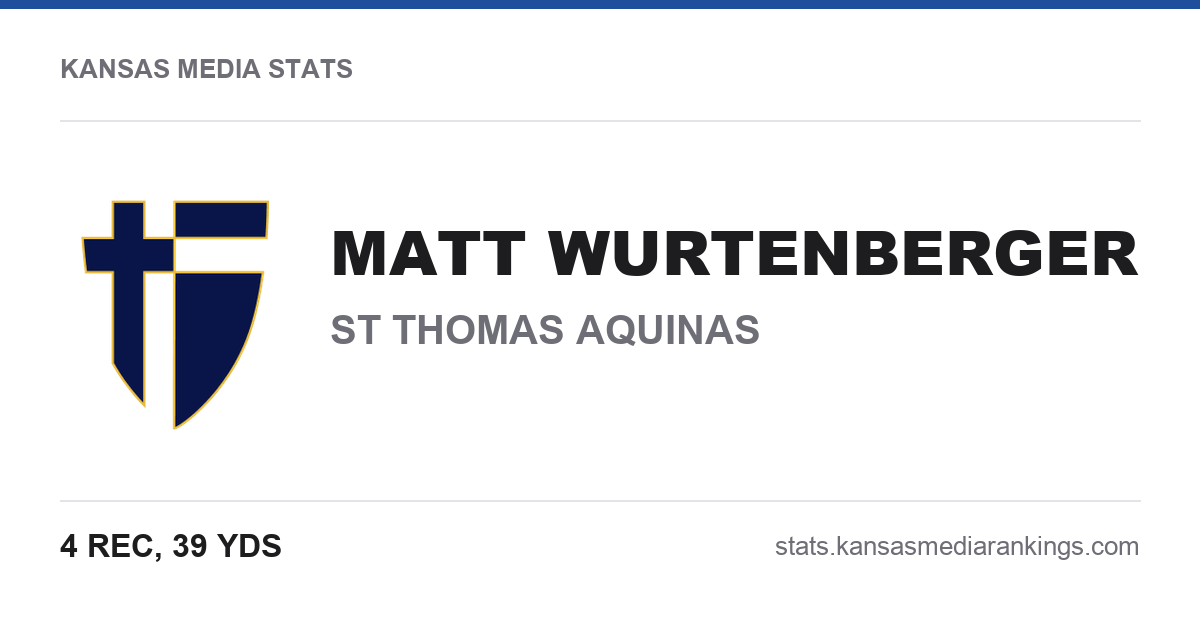 KANSAS MEDIA STATS
MATT WURTENBERGER
ST THOMAS AQUINAS
4 REC, 39 YDS
stats.kansasmediarankings.com